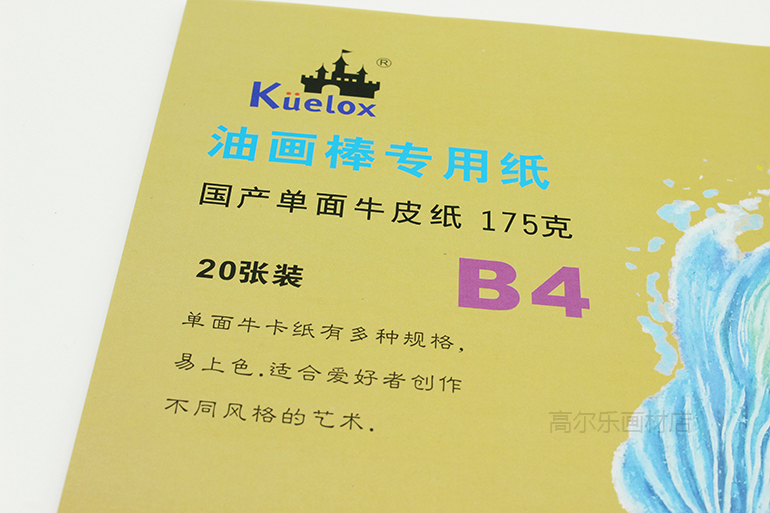 ®
Küelox
油画棒专用纸
国产单面牛皮纸 175克
20张装
B4
单面牛卡纸有多种规格,
易上色.适合爱好者创作
不同风格的艺术.
高尔乐画材店